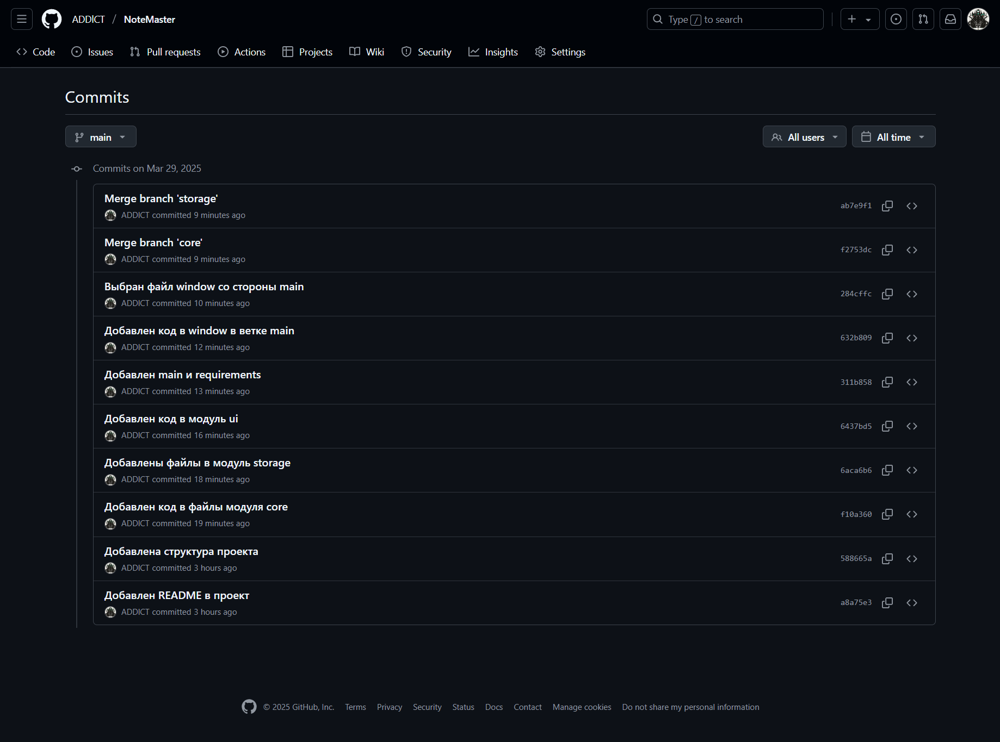 ADDICT / NoteMaster
Type / to search
Code Issues Pull requests Actions Projects Wiki Security Insights Settings
Commits
main All users All time
Commits on Mar 29, 2025
Merge branch 'storage'
ADDICT committed 9 minutes ago
ab7e9f1
Merge branch 'core'
ADDICT committed 9 minutes ago
f2753dc
Выбран файл window со стороны main
ADDICT committed 10 minutes ago
284cffc
Добавлен код в window в ветке main
ADDICT committed 12 minutes ago
632b809
Добавлен main и requirements
ADDICT committed 13 minutes ago
311b858
Добавлен код в модуль ui
ADDICT committed 16 minutes ago
6437bd5
Добавлены файлы в модуль storage
ADDICT committed 18 minutes ago
6aca6b6
Добавлен код в файлы модуля core
ADDICT committed 19 minutes ago
f10a360
Добавлена структура проекта
ADDICT committed 3 hours ago
588665a
Добавлен README в проект
ADDICT committed 3 hours ago
a8a75e3
© 2025 GitHub, Inc. Terms Privacy Security Status Docs Contact Manage cookies Do not share my personal information